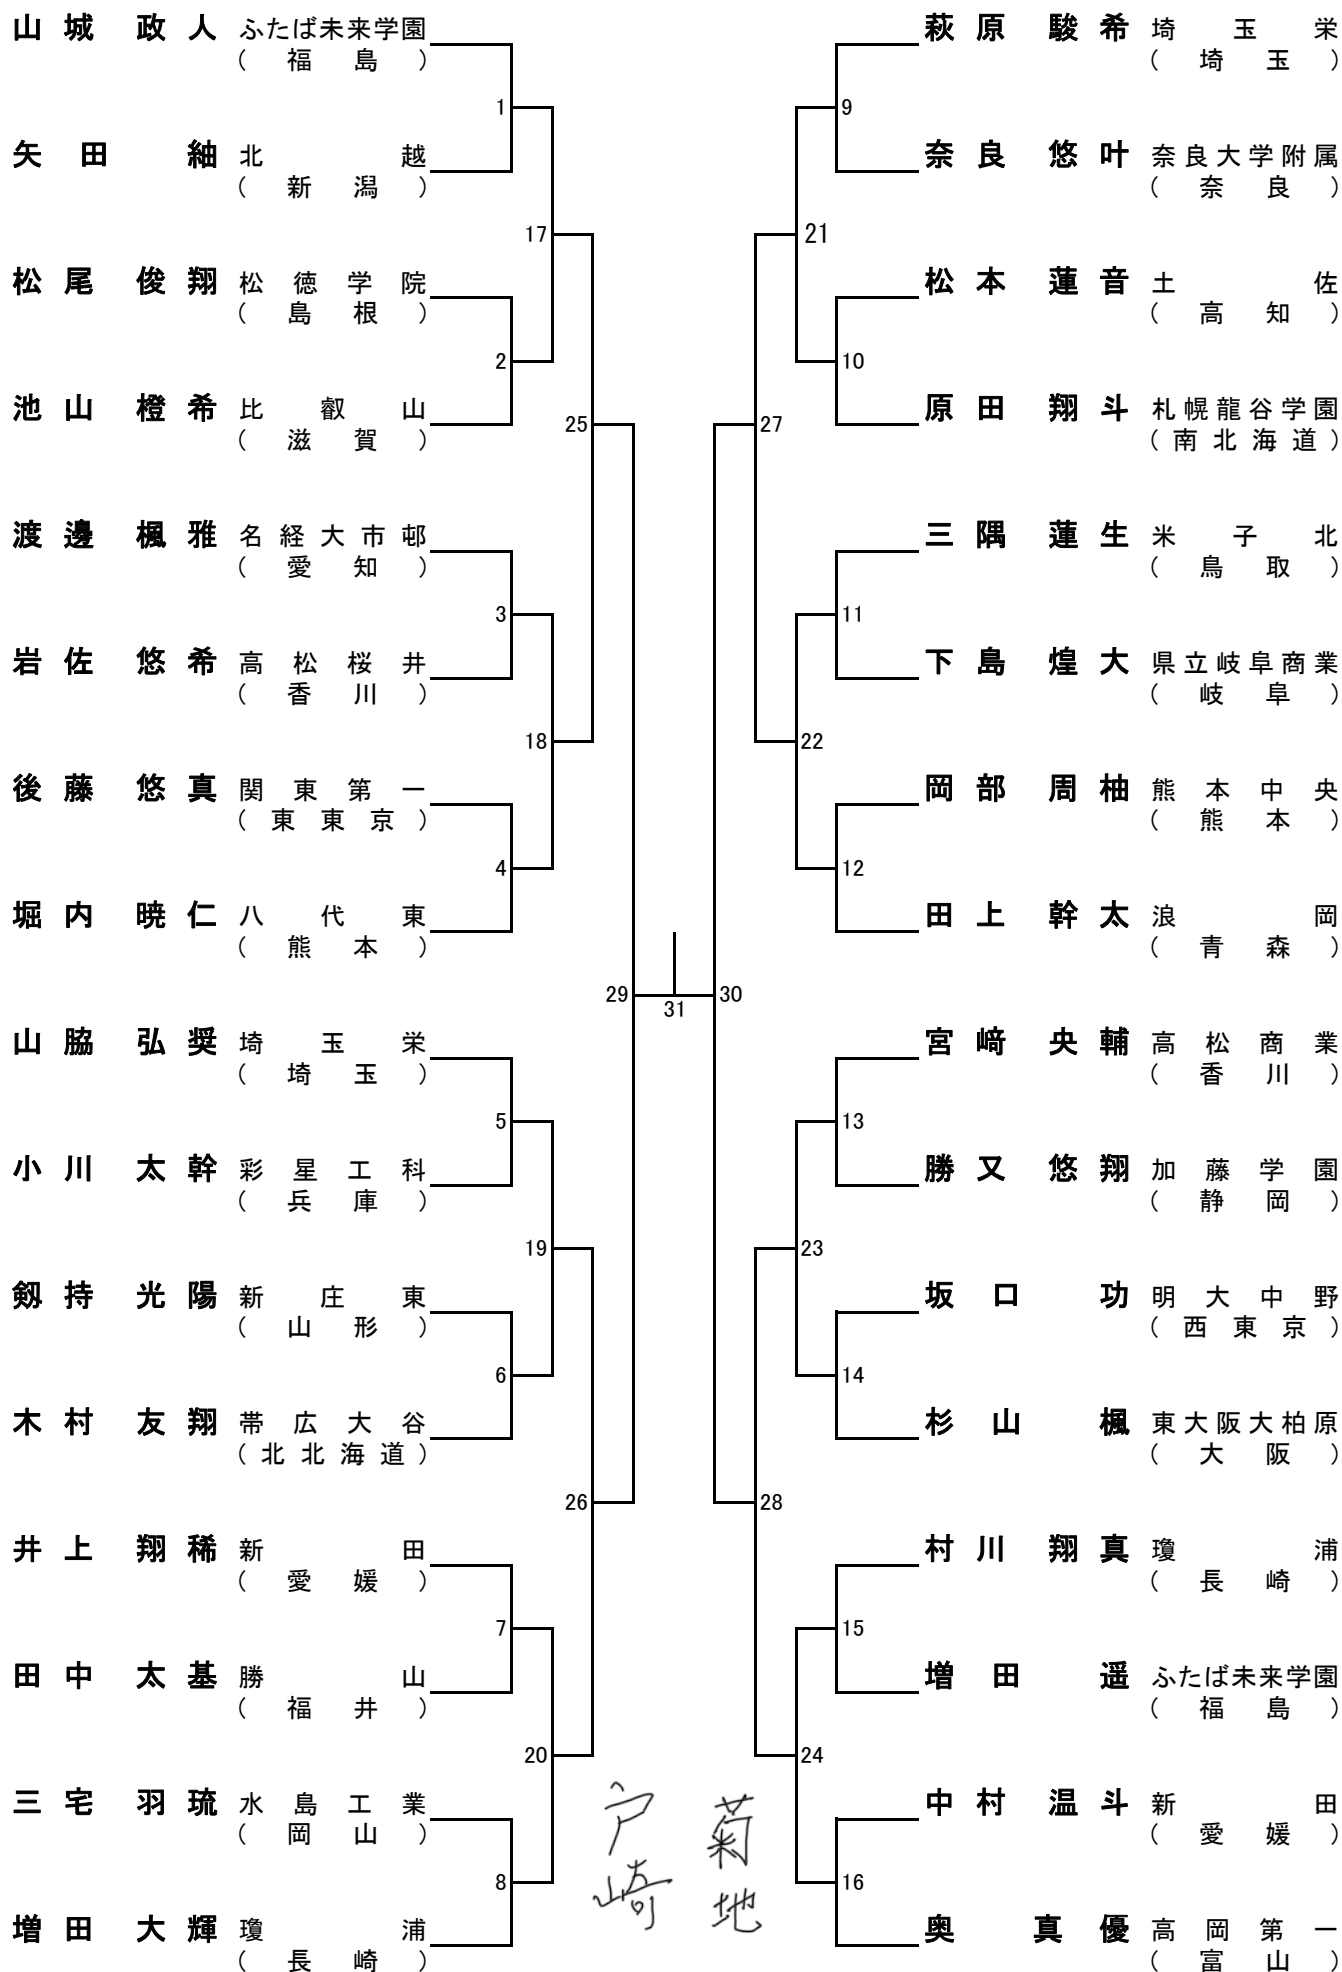 山城 政人 ふたば未来学園
(福島)
1
矢田 紬 北越
(新潟)
17
松尾 俊翔 松徳学院
(島根)
2
池山 橙希 比叡山
(滋賀)
25
渡邊 楓雅 名経大市邨
(愛知)
3
岩佐 悠希 高松桜井
(香川)
18
後藤 悠真 関東第一
(東東京)
4
堀内 暁仁 八代東
(熊本)
29
山脇 弘奨 埼玉栄
(埼玉)
5
小川 太幹 彩星工科
(兵庫)
19
剱持 光陽 新庄東
(山形)
6
木村 友翔 帯広大谷
(北北海道)
26
井上 翔稀 新田
(愛媛)
7
田中 太基 勝山
(福井)
20
三宅 羽琉 水島工業
(岡山)
8
増田 大輝 瓊浦
(長崎)
31
萩原 駿希 埼玉栄
(埼玉)
9
奈良 悠叶 奈良大学附属
(奈良)
21
松本 蓮音 土佐
(高知)
10
原田 翔斗 札幌龍谷学園
(南北海道)
27
三隅 蓮生 米子北
(鳥取)
11
下島 煌大 県立岐阜商業
(岐阜)
22
岡部 周柚 熊本中央
(熊本)
12
田上 幹太 浪岡
(青森)
30
宮﨑 央輔 高松商業
(香川)
13
勝又 悠翔 加藤学園
(静岡)
23
坂口 功 明大中野
(西東京)
14
杉山 楓 東大阪大柏原
(大阪)
28
村川 翔真 瓊浦
(長崎)
15
増田 遥 ふたば未来学園
(福島)
24
中村 温斗 新田
(愛媛)
16
奥 真優 高岡第一
(富山)
戸崎
菊地